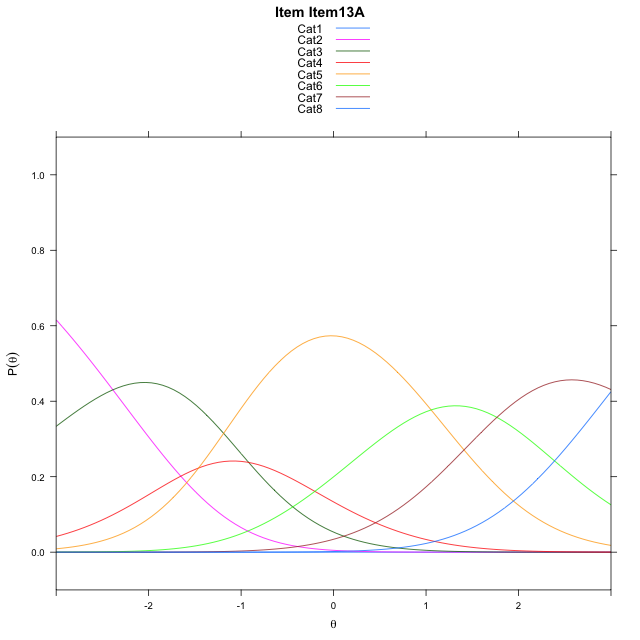 Item Item13A
Cat1
Cat2
Cat3
Cat4
Cat5
Cat6
Cat7
Cat8
1.0
0.8
0.6
0.4
0.2
0.0
P(θ)
-2 -1 0 1 2
θ